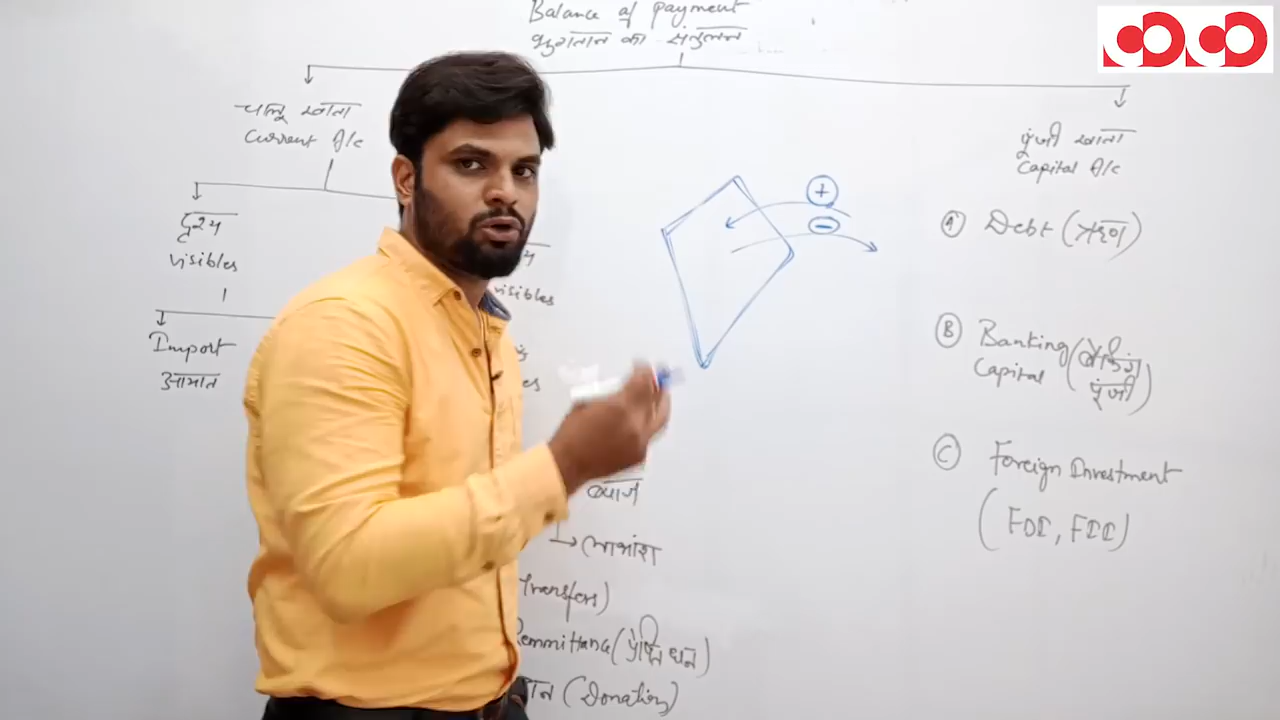 Balance of payment
भुगतान का संतुलन
चालू खाता
Current A/c
पूंजी खाता
Capital A/c
दृश्य
visibles
visibles
Import
आयात
+
−
A Debt (ऋण)
B Banking Capital (बैंकिंग पूंजी)
C Foreign Investment
(FDI, FII)
ब्याज
लाभांश
Transfers)
Remmittance (प्रेषित धन)
दान (Donation)